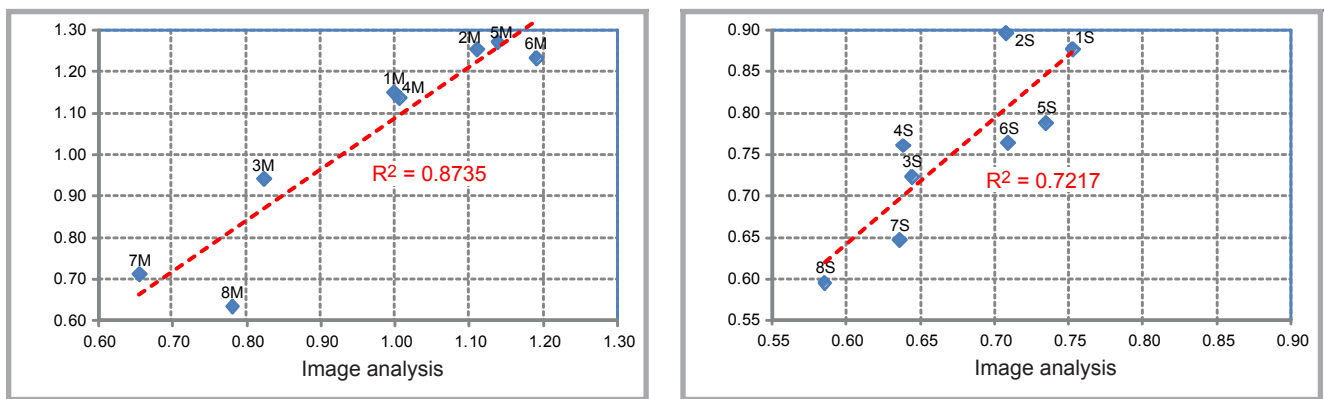 1.30
1.20
1.10
1.00
0.90
0.80
0.70
0.60
2M
5M
6M
1M
4M
3M
R² = 0.8735
7M
8M
0.60 0.70 0.80 0.90 1.00 1.10 1.20 1.30
Image analysis
0.90
0.85
0.80
0.75
0.70
0.65
0.60
0.55
2S
1S
5S
4S
6S
3S
R² = 0.7217
7S
8S
0.55 0.60 0.65 0.70 0.75 0.80 0.85 0.90
Image analysis